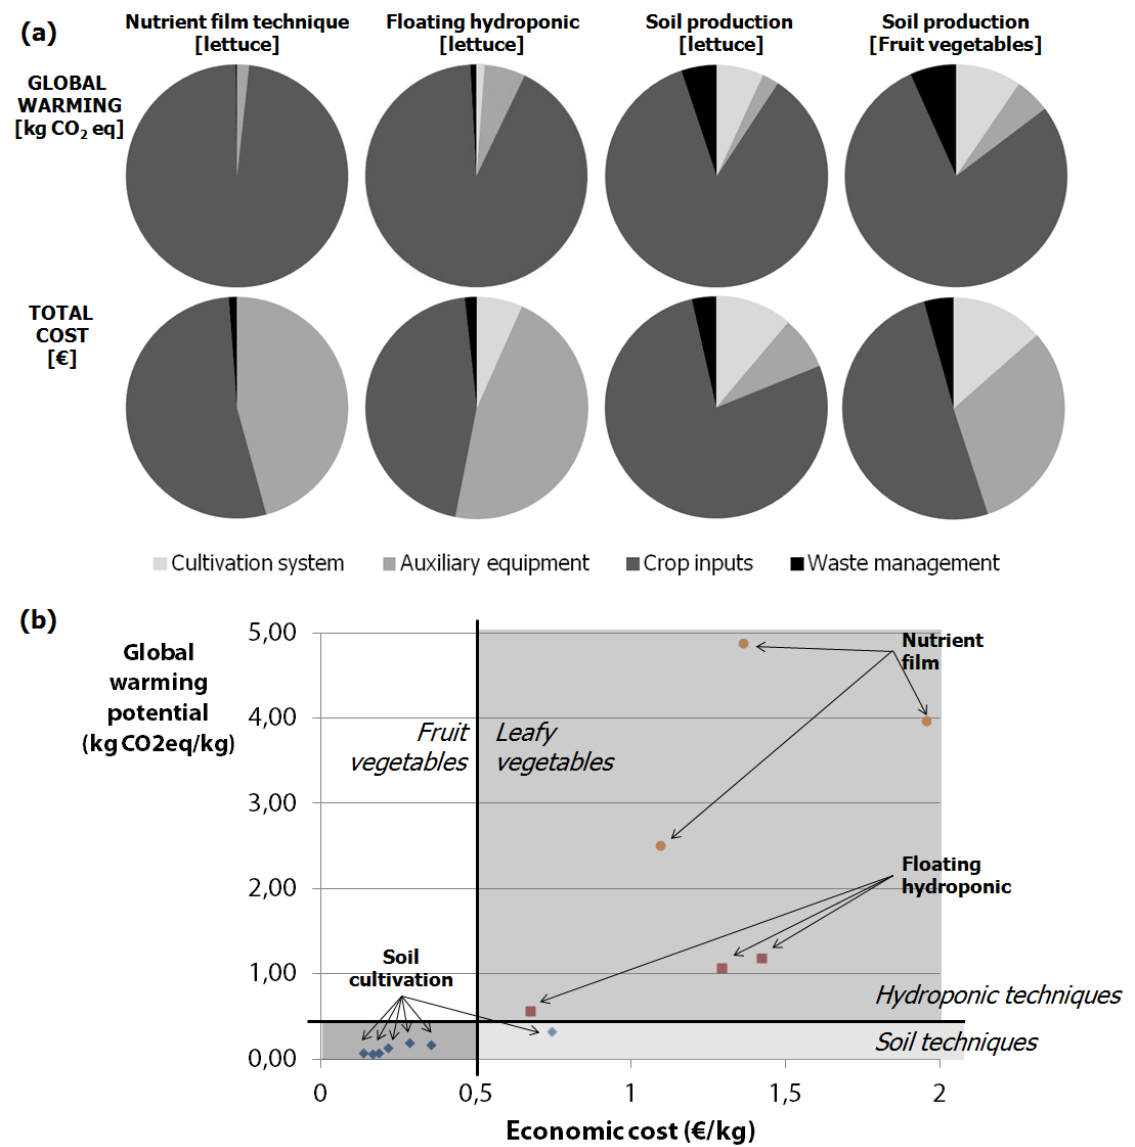 (a)
Nutrient film technique
[lettuce]
Floating hydroponic
[lettuce]
Soil production
[lettuce]
Soil production
[Fruit vegetables]
GLOBAL
WARMING
[kg CO₂ eq]
TOTAL
COST
[€]
Cultivation system
Auxiliary equipment
Crop inputs
Waste management
(b)
Global
warming
potential
(kg CO2eq/kg)
5,00
4,00
3,00
2,00
1,00
0,00
Fruit
vegetables
Leafy
vegetables
Nutrient
film
Floating
hydroponic
Soil
cultivation
Hydroponic techniques
Soil techniques
0
0,5
1
1,5
2
Economic cost (€/kg)